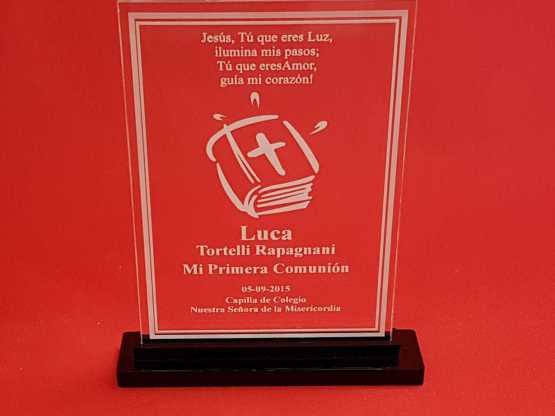 Jesús, Tú que eres Luz,
ilumina mis pasos;
Tú que eresAmor,
guía mi corazón!
Luca
Tortelli Rapagnani
Mi Primera Comunión
05-09-2015
Capilla de Colegio
Nuestra Señora de la Misericordia